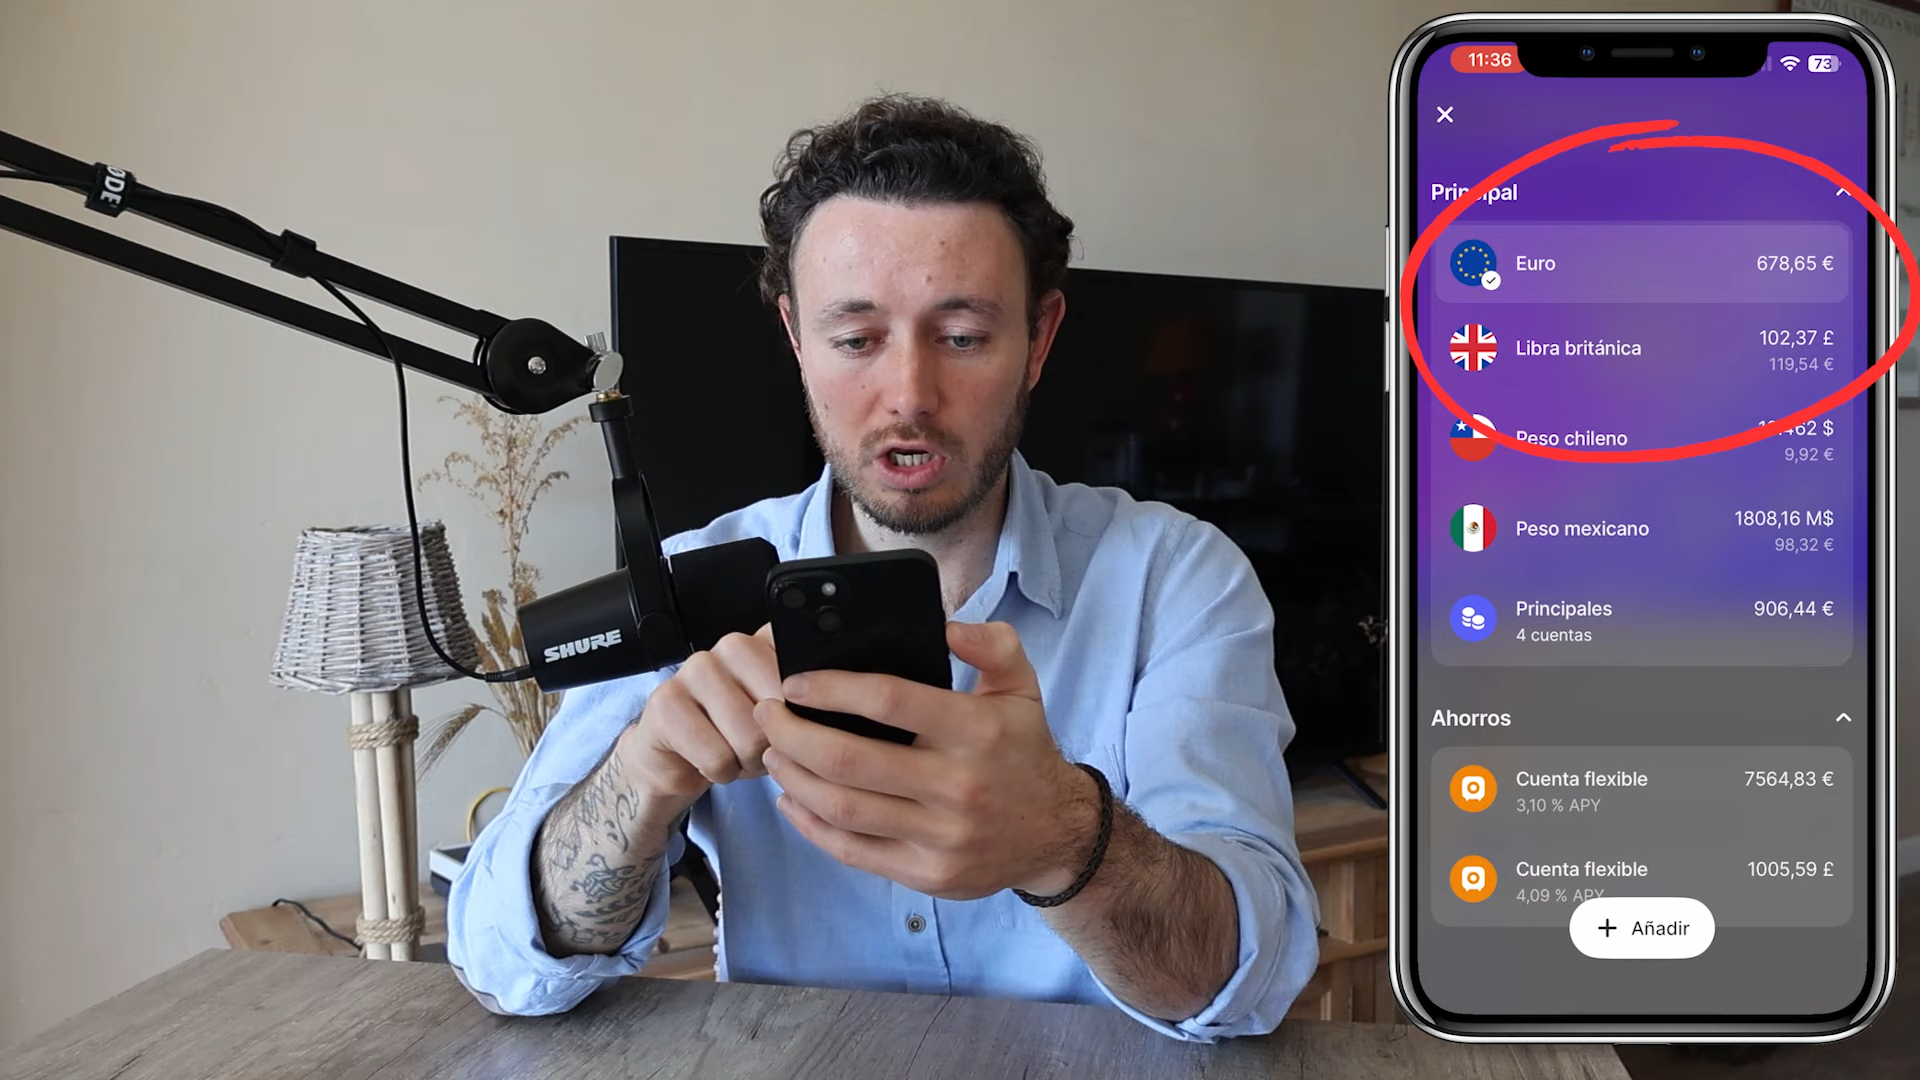 11:36
73
Principal
Euro
678,65 €
Libra británica
102,37 £
119,54 €
Peso chileno
462 $
9,92 €
Peso mexicano
1808,16 M$
98,32 €
Principales
906,44 €
4 cuentas
Ahorros
Cuenta flexible
7564,83 €
3,10 % APY
Cuenta flexible
1005,59 £
4,09 % APY
+ Añadir
SHURE